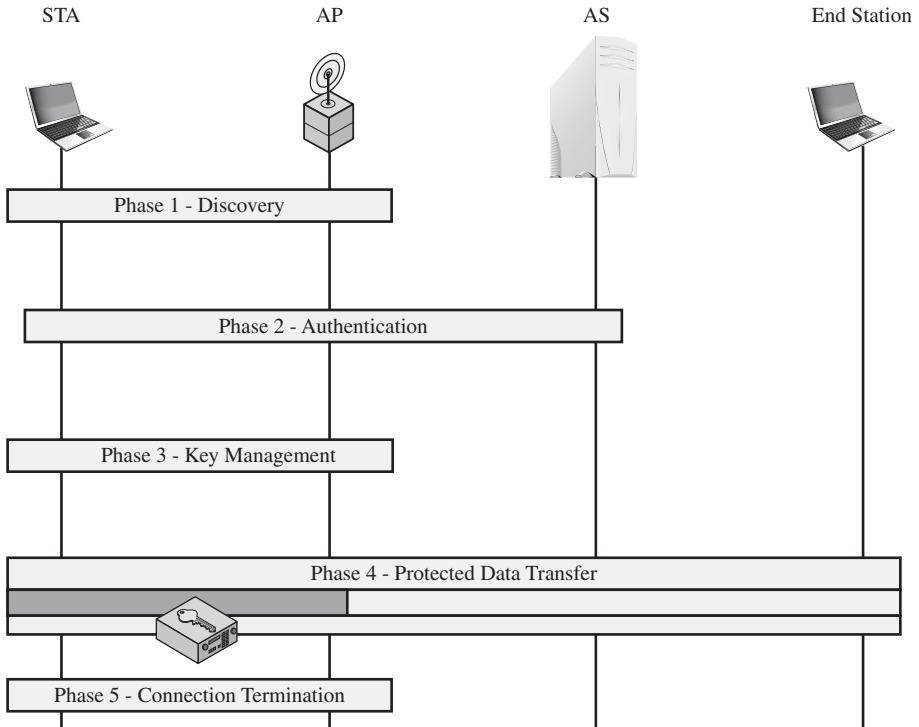 STA
AP
AS
End Station
Phase 1 - Discovery
Phase 2 - Authentication
Phase 3 - Key Management
Phase 4 - Protected Data Transfer
Phase 5 - Connection Termination